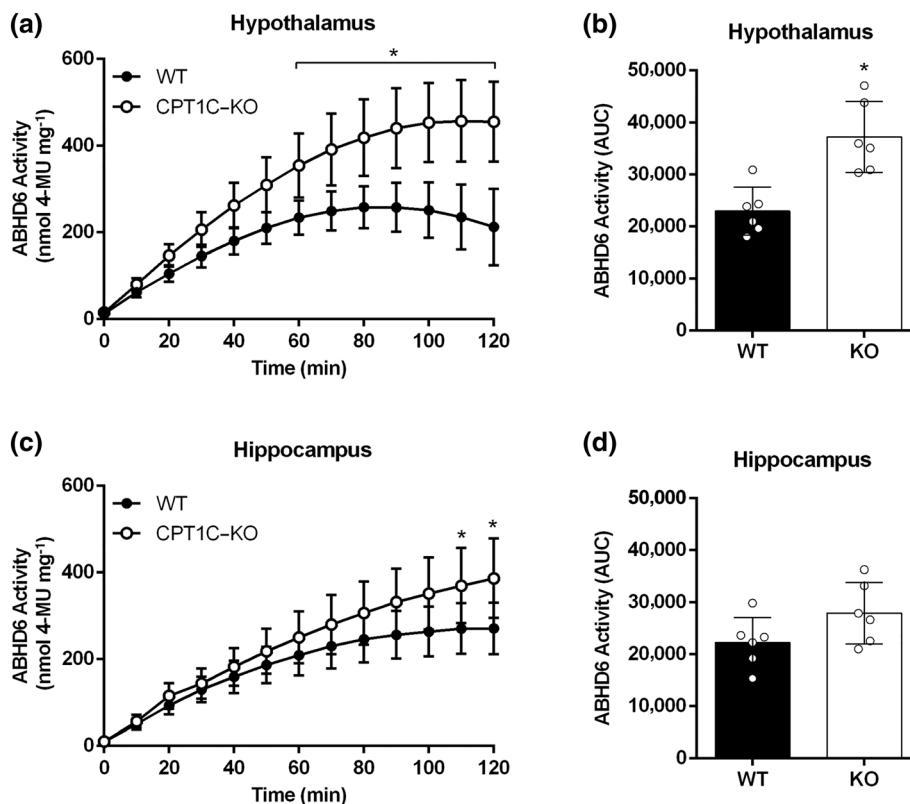 (a)
Hypothalamus
*
WT
CPT1C–KO
ABHD6 Activity
(nmol 4-MU mg⁻¹)
600
400
200
0
0 20 40 60 80 100 120
Time (min)
(b)
Hypothalamus
*
ABHD6 Activity (AUC)
50,000
40,000
30,000
20,000
10,000
0
WT KO
(c)
Hippocampus
WT
CPT1C–KO
* *
ABHD6 Activity
(nmol 4-MU mg⁻¹)
600
400
200
0
0 20 40 60 80 100 120
Time (min)
(d)
Hippocampus
ABHD6 Activity (AUC)
50,000
40,000
30,000
20,000
10,000
0
WT KO